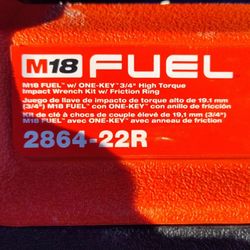 M18 FUEL
M18 FUEL™ w/ ONE-KEY™ 3/4" High Torque
Impact Wrench Kit w/ Friction Ring
Juego de llave de impacto de torque alto de 19.1 mm
(3/4") M18 FUEL™ con ONE-KEY™ con anillo de fricción
Kit de clé à chocs de couple élevé de 19,1 mm (3/4")
M18 FUEL™ avec ONE-KEY™ avec anneau de friction
2864-22R